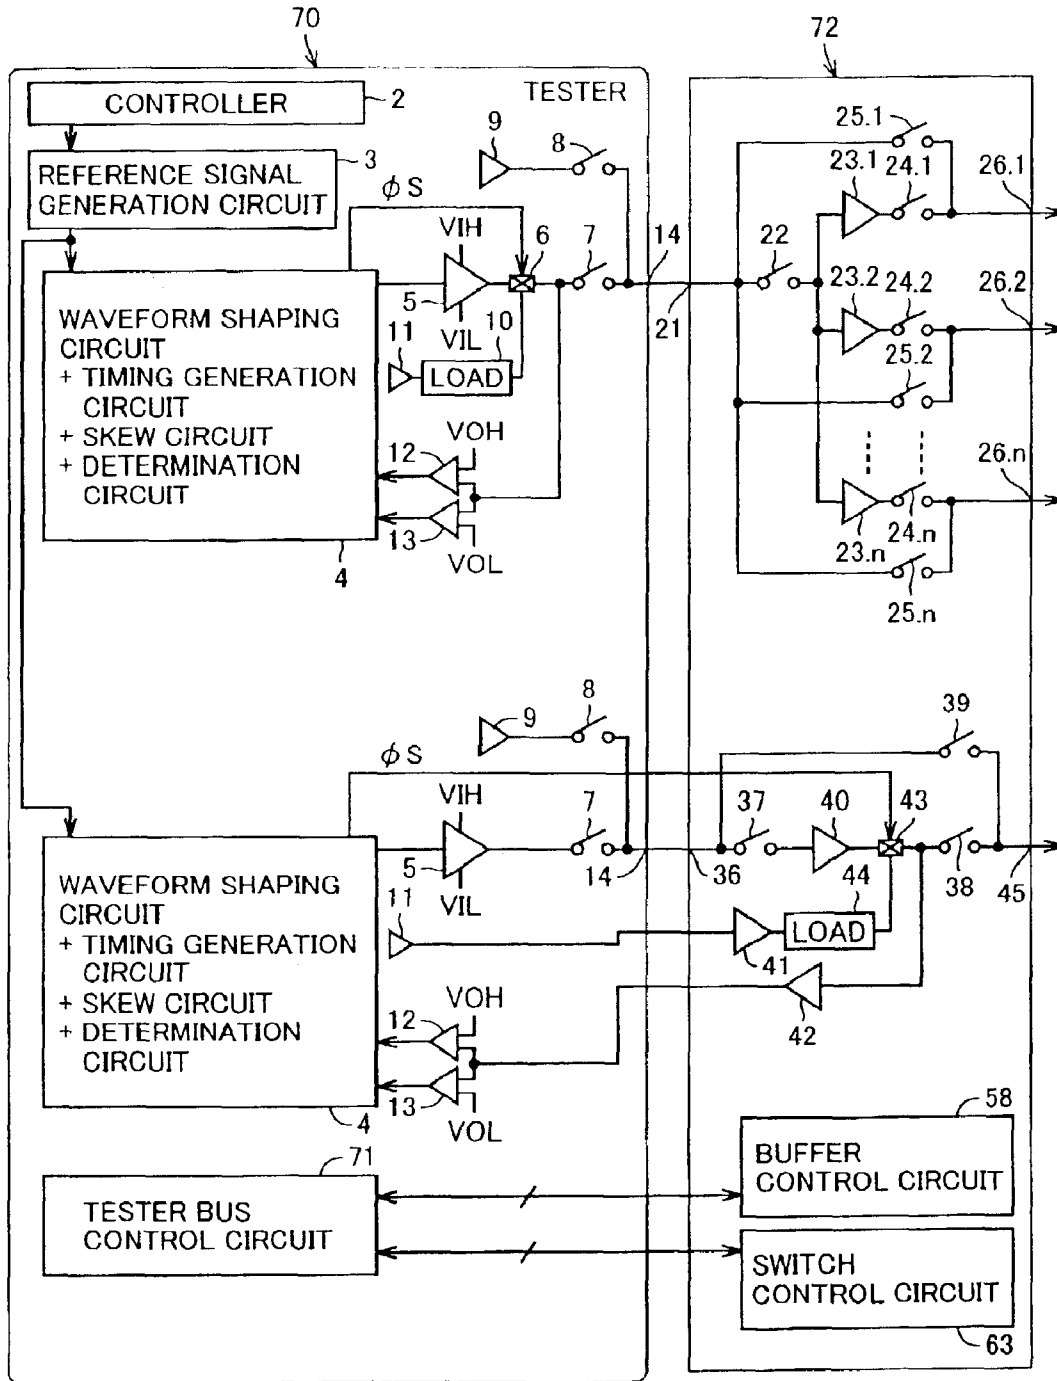 70
72
CONTROLLER
2
TESTER
REFERENCE SIGNAL
GENERATION CIRCUIT
3
9
8
25.1
23.1
24.1
26.1
φS
VIH
6
7
14
22
5
VIL
10
11
LOAD
21
23.2
24.2
26.2
25.2
WAVEFORM SHAPING
CIRCUIT
+ TIMING GENERATION
CIRCUIT
+ SKEW CIRCUIT
+ DETERMINATION
CIRCUIT
VOH
12
13
VOL
4
26.n
24.n
23.n
25.n
9
8
39
φS
VIH
7
37
40
43
5
VIL
14
36
44
38
45
11
LOAD
41
WAVEFORM SHAPING
CIRCUIT
+ TIMING GENERATION
CIRCUIT
+ SKEW CIRCUIT
+ DETERMINATION
CIRCUIT
VOH
12
42
13
VOL
4
58
71
BUFFER
CONTROL CIRCUIT
TESTER BUS
CONTROL CIRCUIT
SWITCH
CONTROL CIRCUIT
63